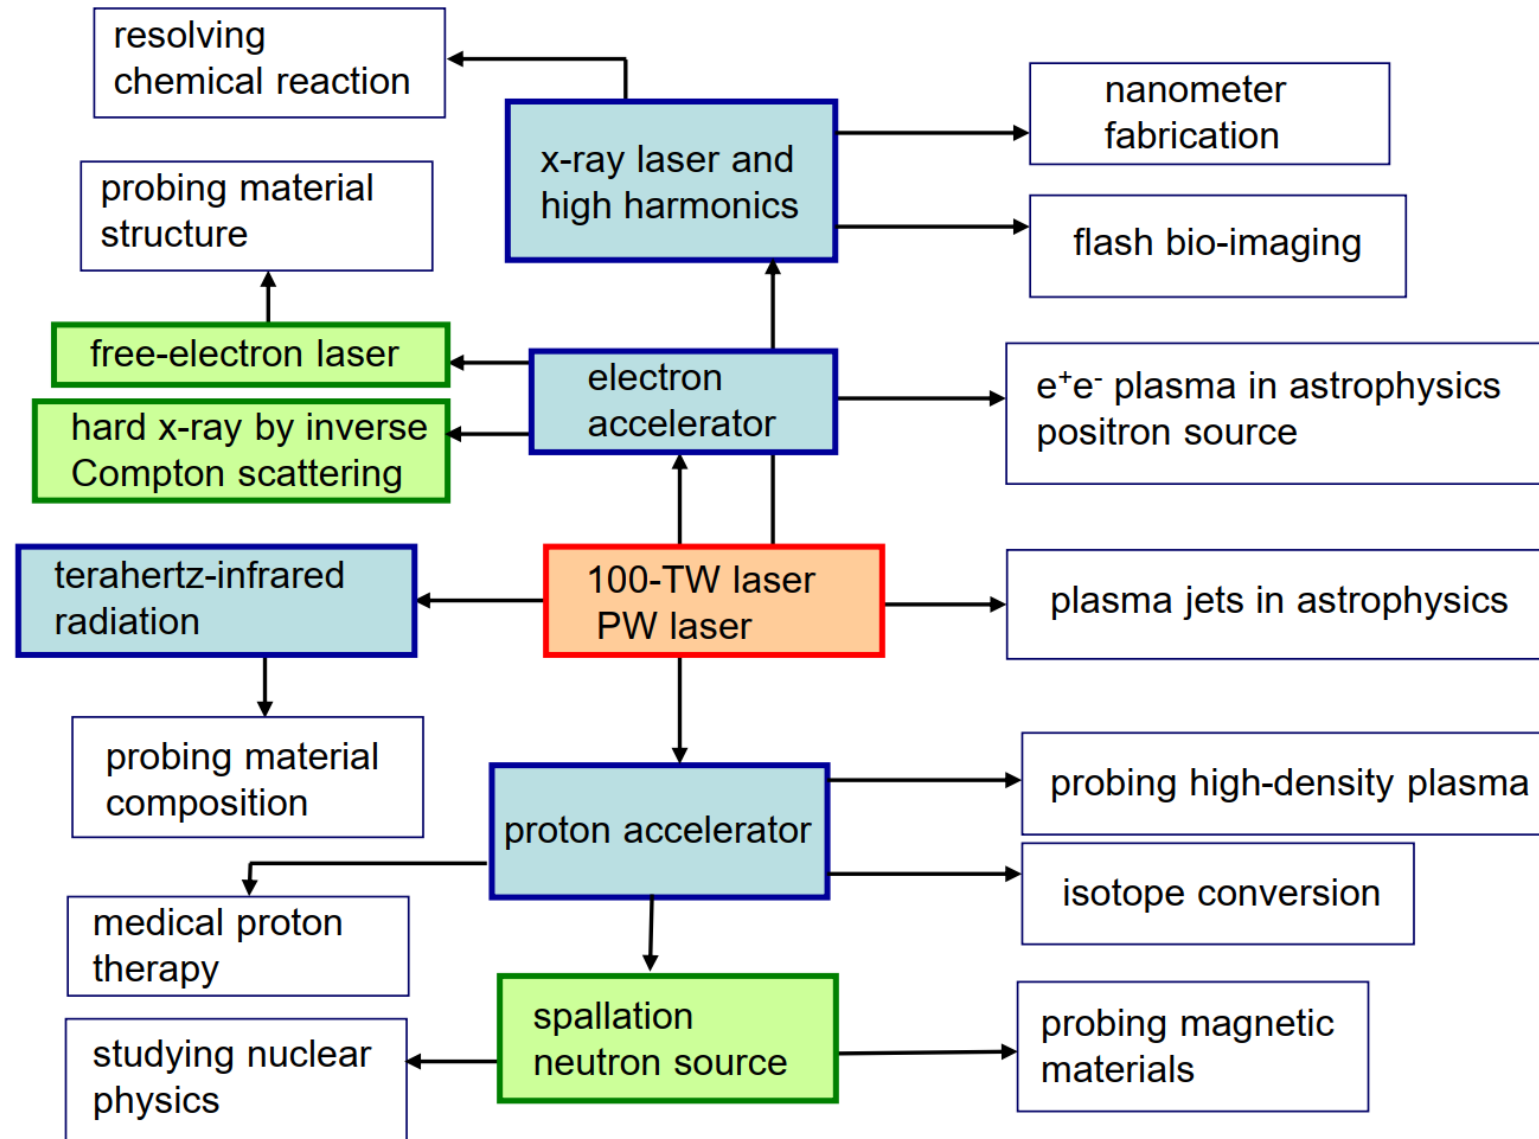 resolving
chemical reaction
nanometer
fabrication
x-ray laser and
high harmonics
probing material
structure
flash bio-imaging
free-electron laser
electron
accelerator
e⁺e⁻ plasma in astrophysics
positron source
hard x-ray by inverse
Compton scattering
terahertz-infrared
radiation
100-TW laser
PW laser
plasma jets in astrophysics
probing material
composition
probing high-density plasma
proton accelerator
isotope conversion
medical proton
therapy
spallation
neutron source
probing magnetic
materials
studying nuclear
physics